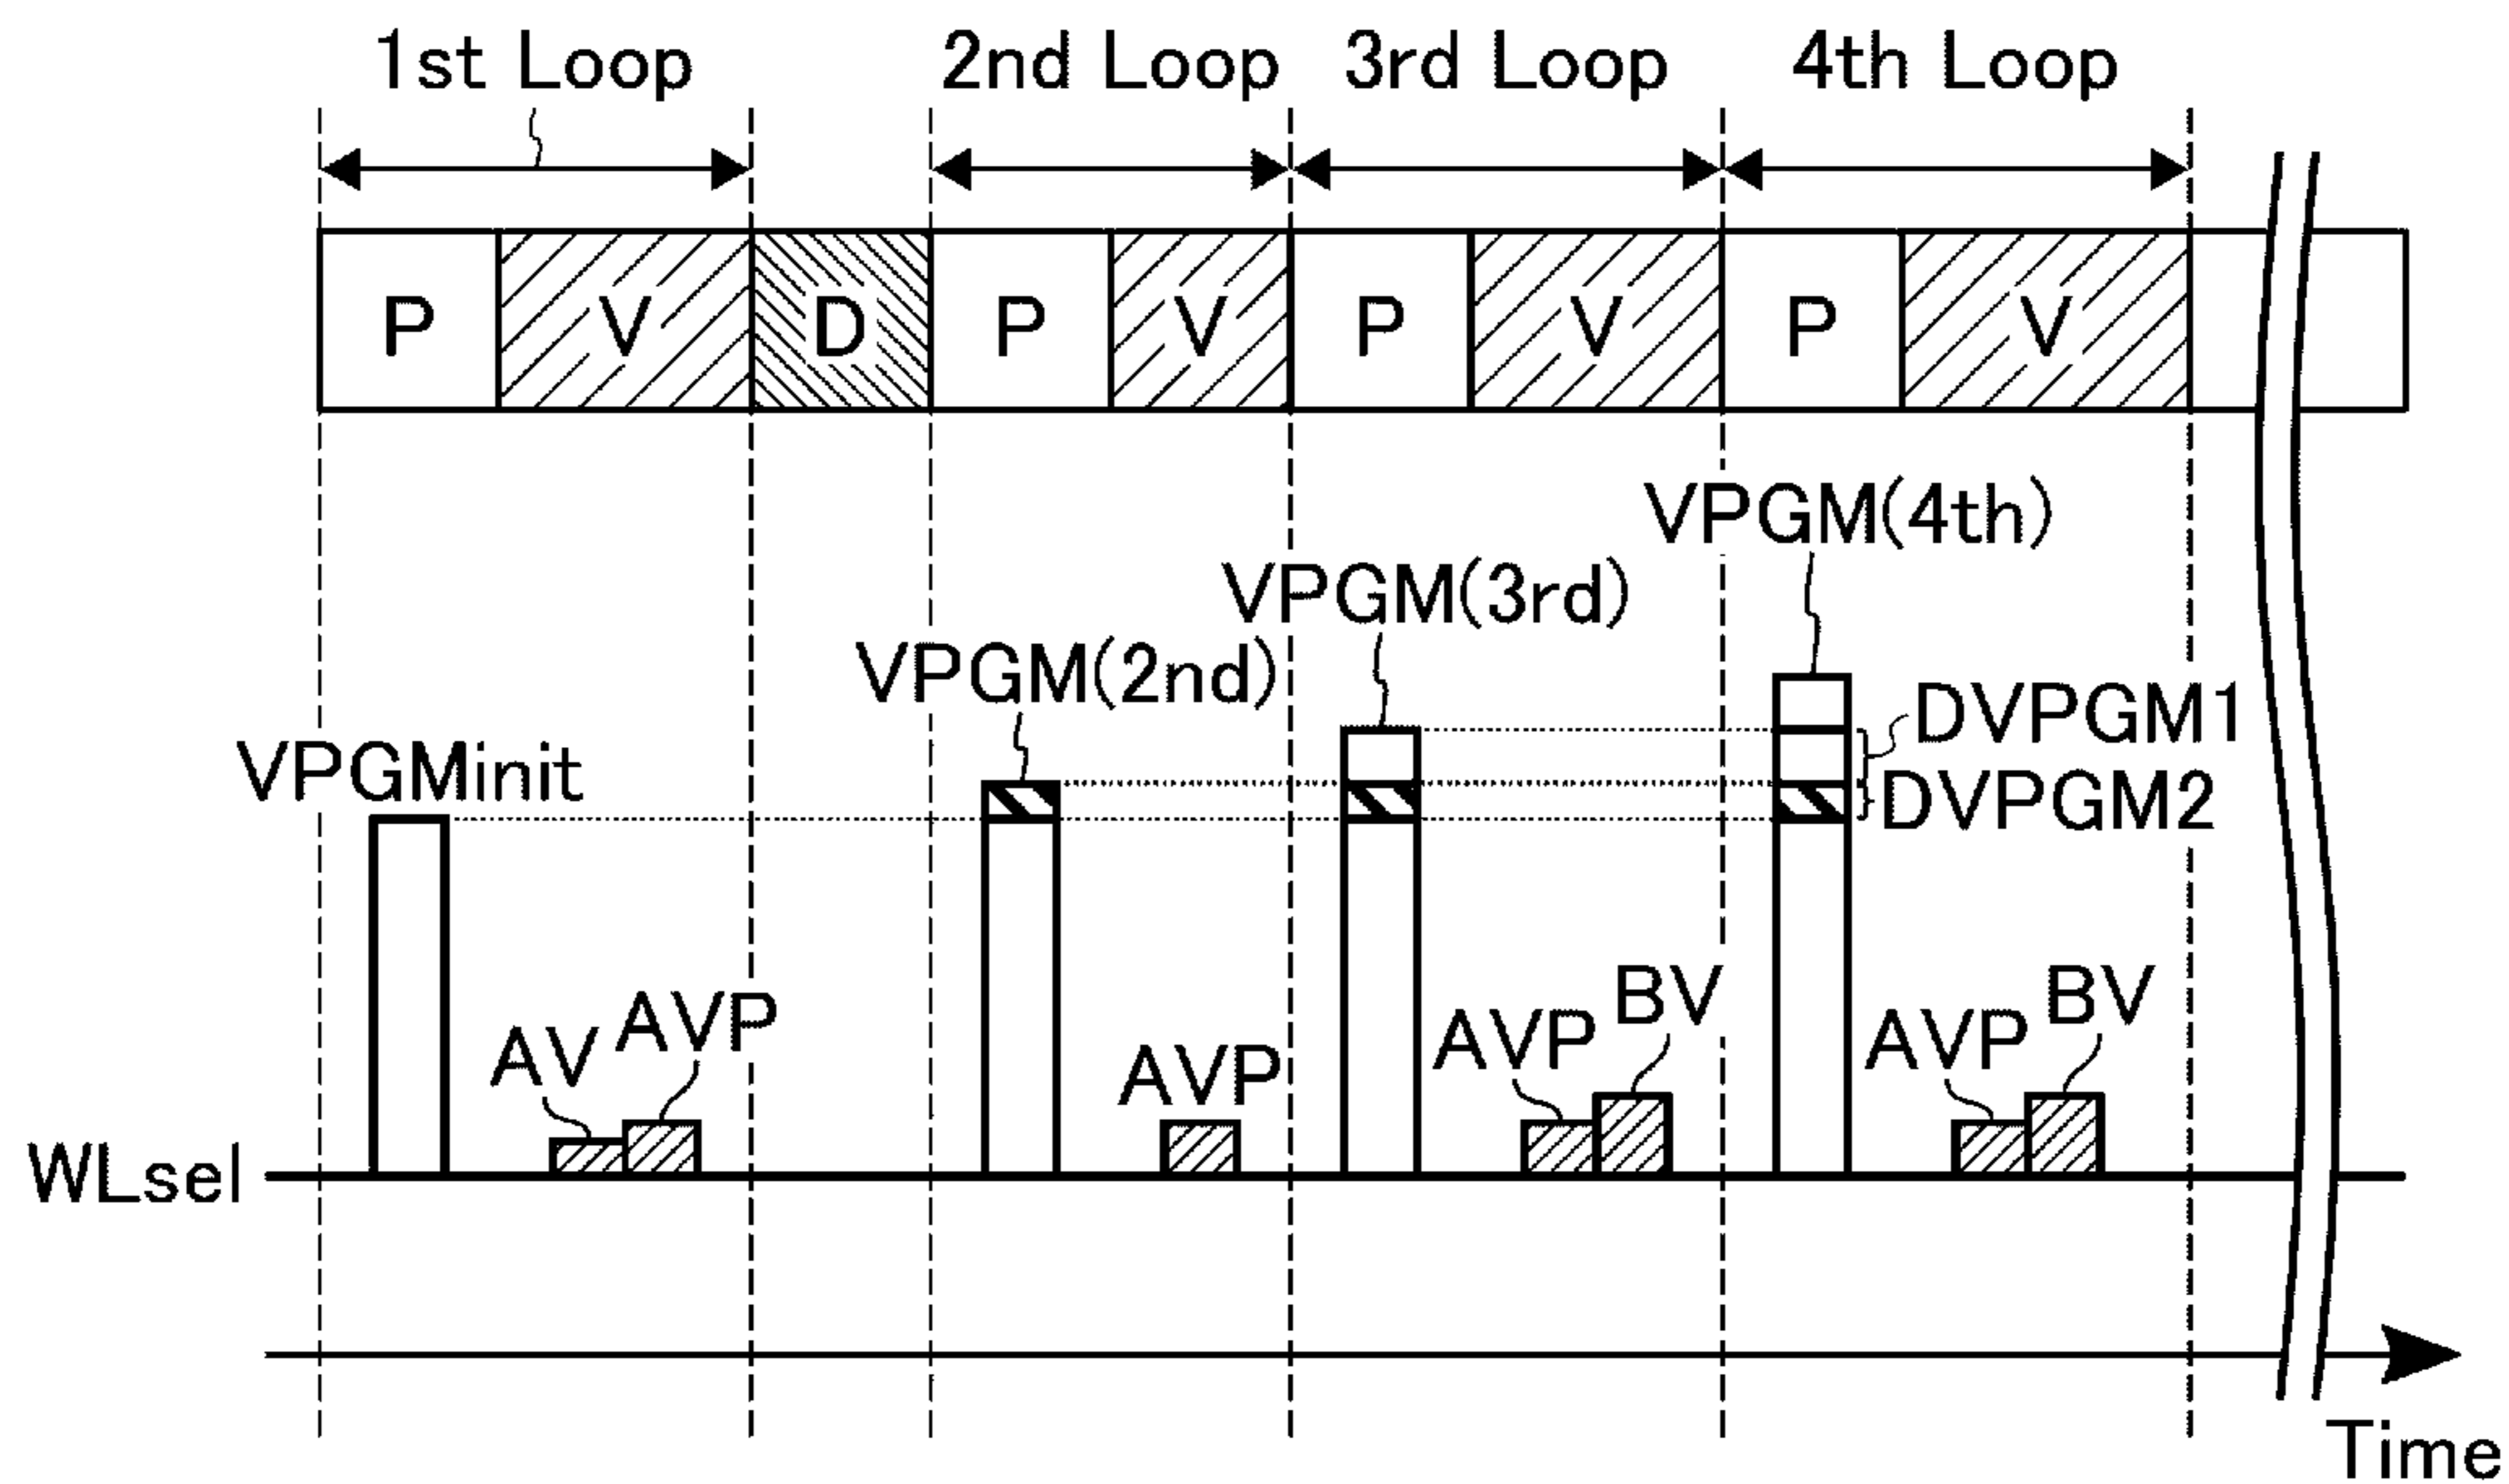 1st Loop 2nd Loop 3rd Loop 4th Loop
P V D P V P V P V
VPGM(4th)
VPGM(3rd)
VPGM(2nd)
DVPGM1
VPGMinit
DVPGM2
BV BV
AVP
AV
AVP AVP
AVP
WLsel
Time